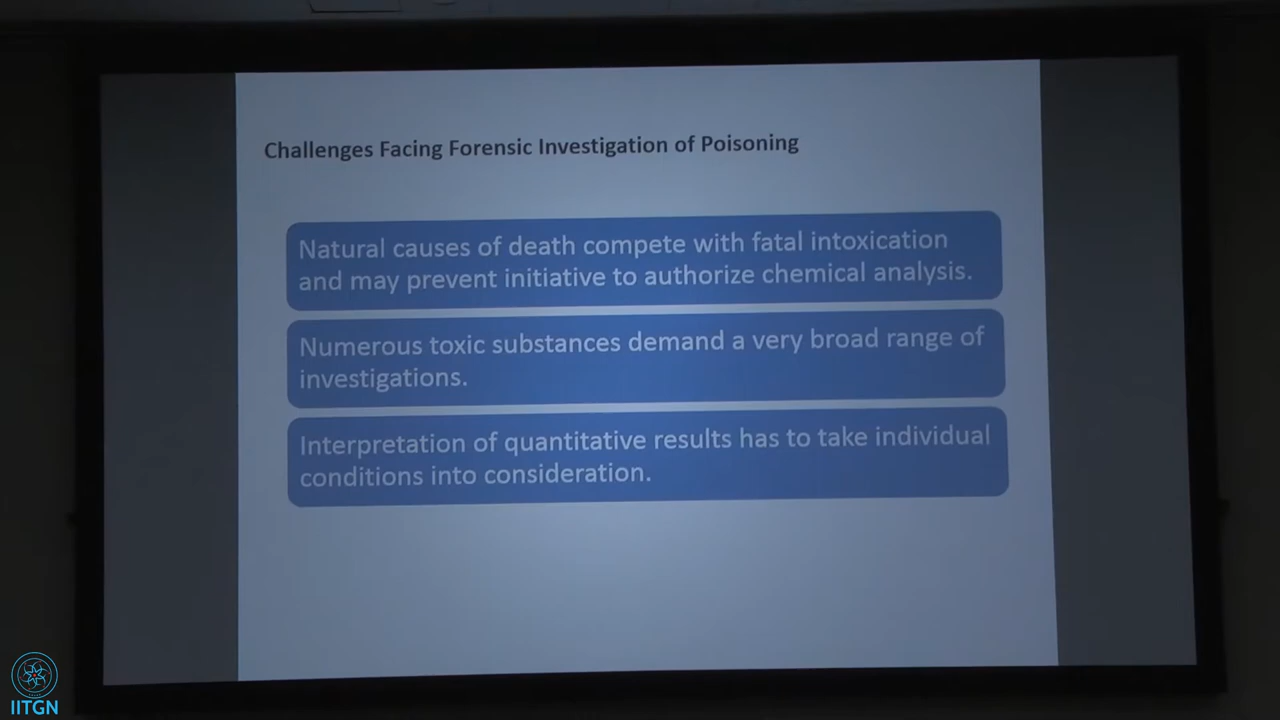 Challenges Facing Forensic Investigation of Poisoning
Natural causes of death compete with fatal intoxication
and may prevent initiative to authorize chemical analysis.
Numerous toxic substances demand a very broad range of
investigations.
Interpretation of quantitative results has to take individual
conditions into consideration.
IITGN